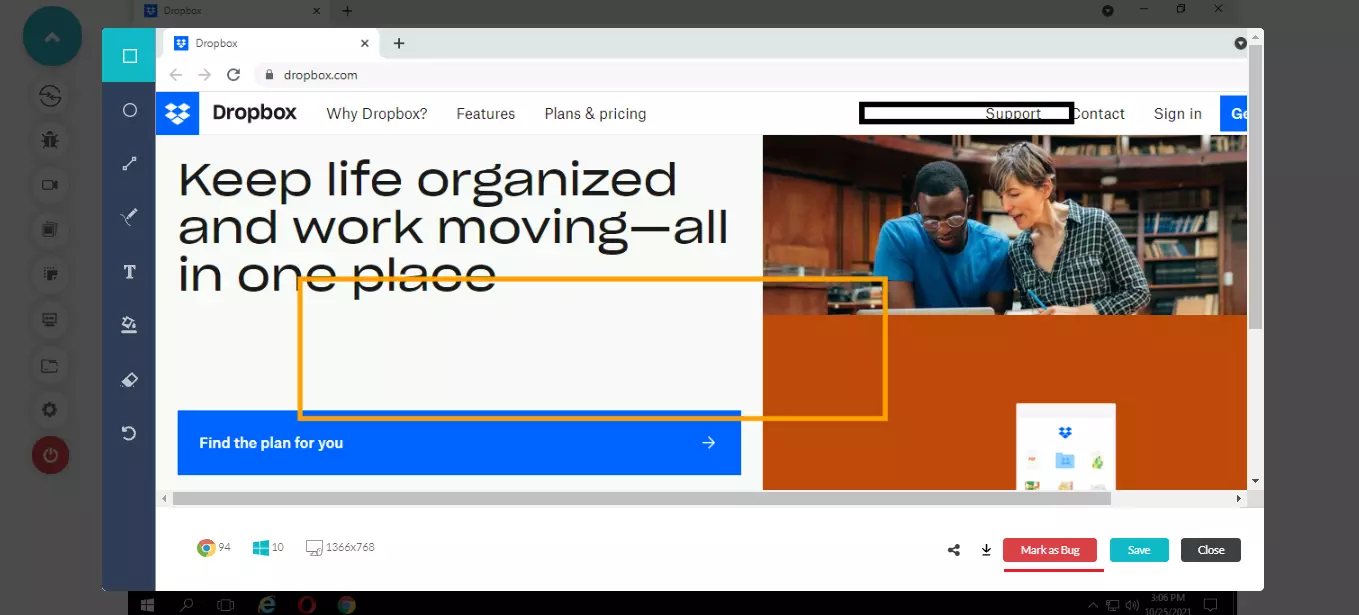 Dropbox
Dropbox
dropbox.com
Dropbox Why Dropbox? Features Plans & pricing Support Contact Sign in Ge
Keep life organized
and work moving—all
in one place
Find the plan for you
94 10 1366x768
Mark as Bug Save Close
3:06 PM
10/25/2021